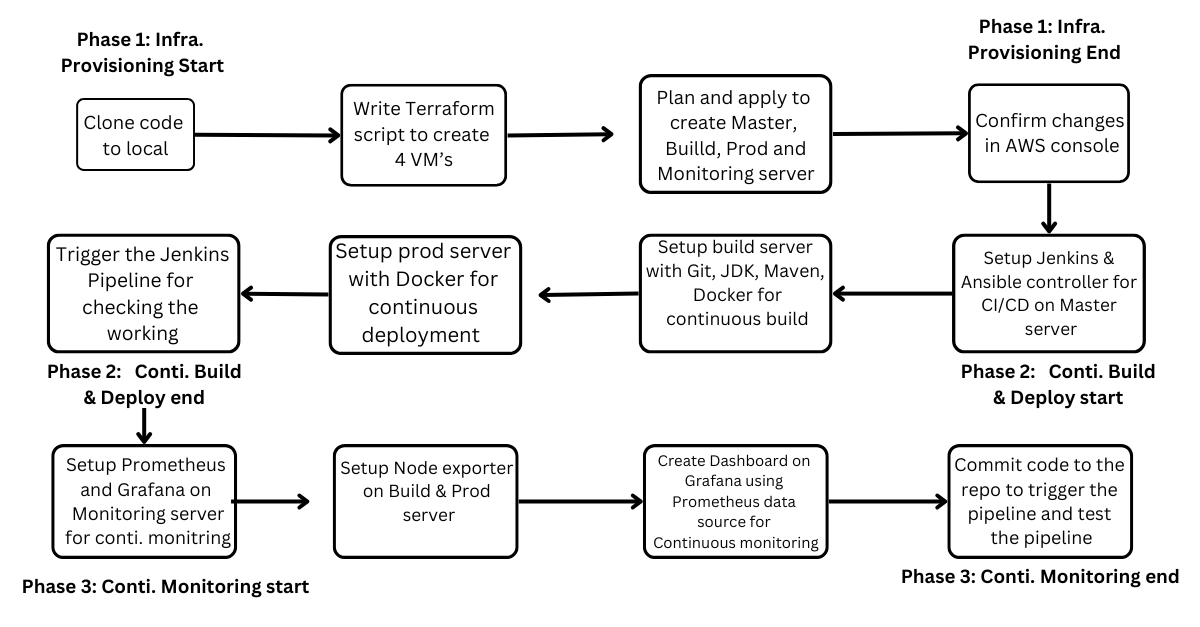 Phase 1: Infra.
Provisioning Start
Phase 1: Infra.
Provisioning End
Clone code
to local
Write Terraform
script to create
4 VM’s
Plan and apply to
create Master,
Builld, Prod and
Monitoring server
Confirm changes
in AWS console
Setup Jenkins &
Ansible controller for
CI/CD on Master
server
Phase 2: Conti. Build
& Deploy start
Setup build server
with Git, JDK, Maven,
Docker for
continuous build
Setup prod server
with Docker for
continuous
deployment
Trigger the Jenkins
Pipeline for
checking the
working
Phase 2: Conti. Build
& Deploy end
Setup Prometheus
and Grafana on
Monitoring server
for conti. monitring
Phase 3: Conti. Monitoring start
Setup Node exporter
on Build & Prod
server
Create Dashboard on
Grafana using
Prometheus data
source for
Continuous monitoring
Commit code to the
repo to trigger the
pipeline and test
the pipeline
Phase 3: Conti. Monitoring end